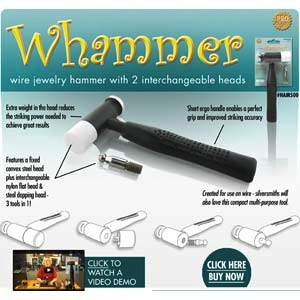 Whammer
PRO
#HAM500
wire jewelry hammer with 2 interchangeable heads
Extra weight in the head reduces
the striking power needed to
achieve great results
Short ergo handle enables a perfect
grip and improved striking accuracy
Features a fixed
convex steel head
plus interchangeable
nylon flat head &
steel dapping head -
3 tools in 1!
Created for use on wire - silversmiths will
also love this compact multi-purpose tool.
CLICK TO
WATCH A
VIDEO DEMO
CLICK HERE
BUY NOW